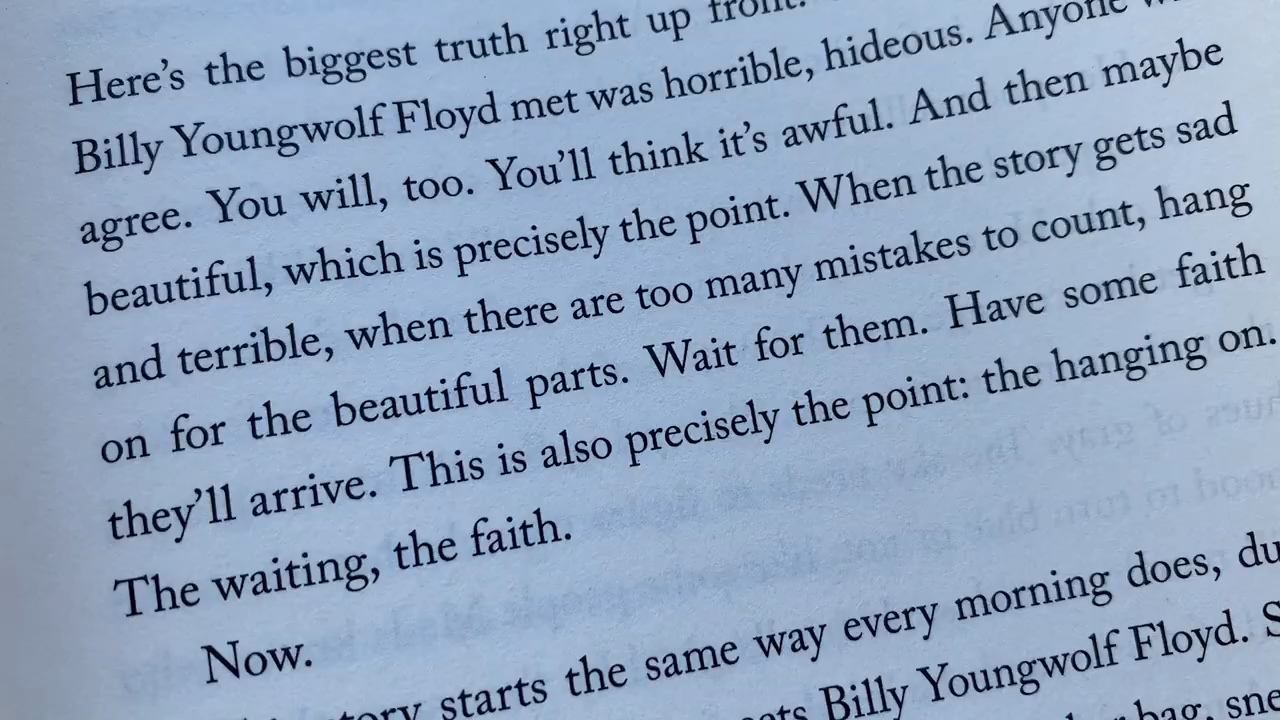 Here's the biggest truth right up front.
Billy Youngwolf Floyd met was horrible, hideous. Anyone
agree. You will, too. You'll think it's awful. And then maybe
beautiful, which is precisely the point. When the story gets sad
and terrible, when there are too many mistakes to count, hang
on for the beautiful parts. Wait for them. Have some faith
they'll arrive. This is also precisely the point: the hanging on.
The waiting, the faith.
Now.
starts the same way every morning does,
Billy Youngwolf Floyd.
bag,